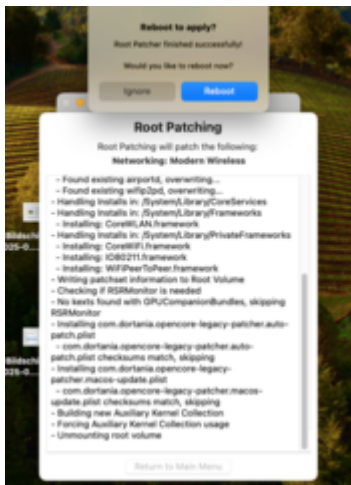 Reboot to apply?
Root Patcher finished successfully!
Would you like to reboot now?
Ignore
Reboot
Root Patching
Root Patching will patch the following:
Networking: Modern Wireless
- Found existing airportd, overwriting...
- Found existing wifip2pd, overwriting...
- Handling Installs in: /System/Library/CoreServices
- Handling Installs in: /System/Library/Frameworks
- Installing: CoreWLAN.framework
- Handling Installs in: /System/Library/PrivateFrameworks
- Installing: CoreWiFi.framework
- Installing: IO80211.framework
- Installing: WiFiPeerToPeer.framework
- Writing patchset information to Root Volume
- Checking if RSRMonitor is needed
- No kexts found with GPUCompanionBundles, skipping
RSRMonitor
- Installing com.dortania.opencore-legacy-patcher.auto-
patch.plist
- com.dortania.opencore-legacy-patcher.auto-
patch.plist checksums match, skipping
- Installing com.dortania.opencore-legacy-
patcher.macos-update.plist
- com.dortania.opencore-legacy-patcher.macos-
update.plist checksums match, skipping
- Building new Auxiliary Kernel Collection
- Forcing Auxiliary Kernel Collection usage
- Unmounting root volume
Return to Main Menu
Bildschi
025-0...
Bildschi
025-0...